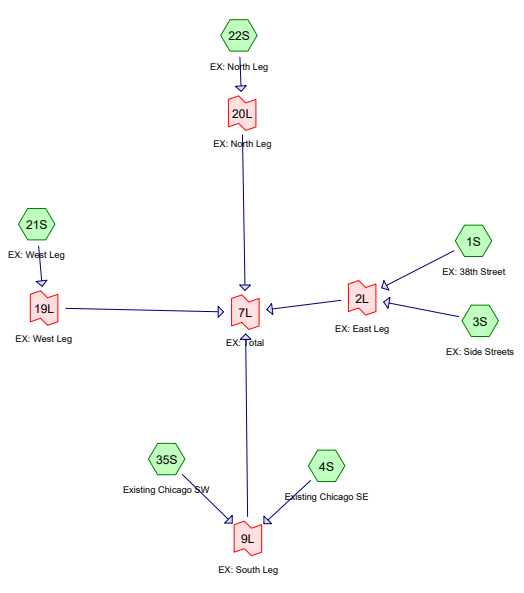 22S
EX: North Leg
20L
EX: North Leg
21S
EX: West Leg
1S
EX: 38th Street
19L
EX: West Leg
7L
EX: Total
2L
EX: East Leg
3S
EX: Side Streets
35S
Existing Chicago SW
4S
Existing Chicago SE
9L
EX: South Leg